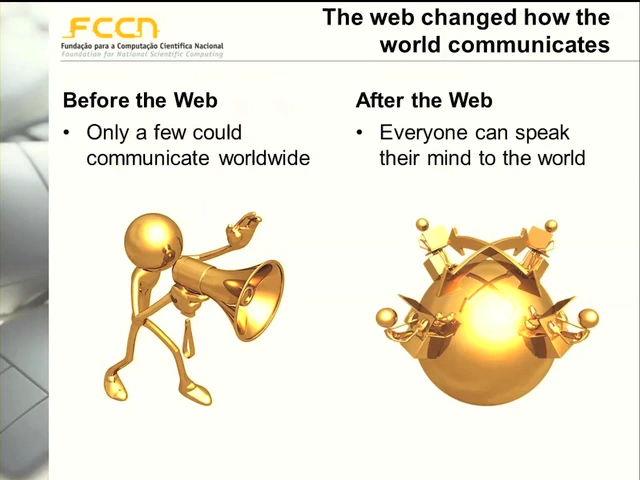 FCCN
Fundação para a Computação Científica Nacional
Foundation for National Scientific Computing
The web changed how the
world communicates
Before the Web
• Only a few could
communicate worldwide
After the Web
• Everyone can speak
their mind to the world